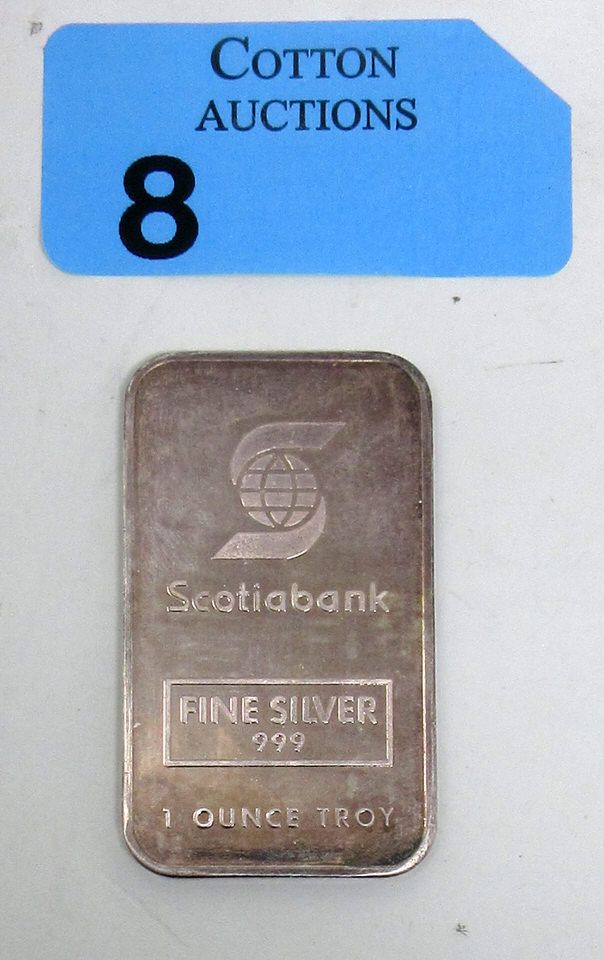 COTTON
AUCTIONS
8
Scotiabank
FINE SILVER
999
1 OUNCE TROY